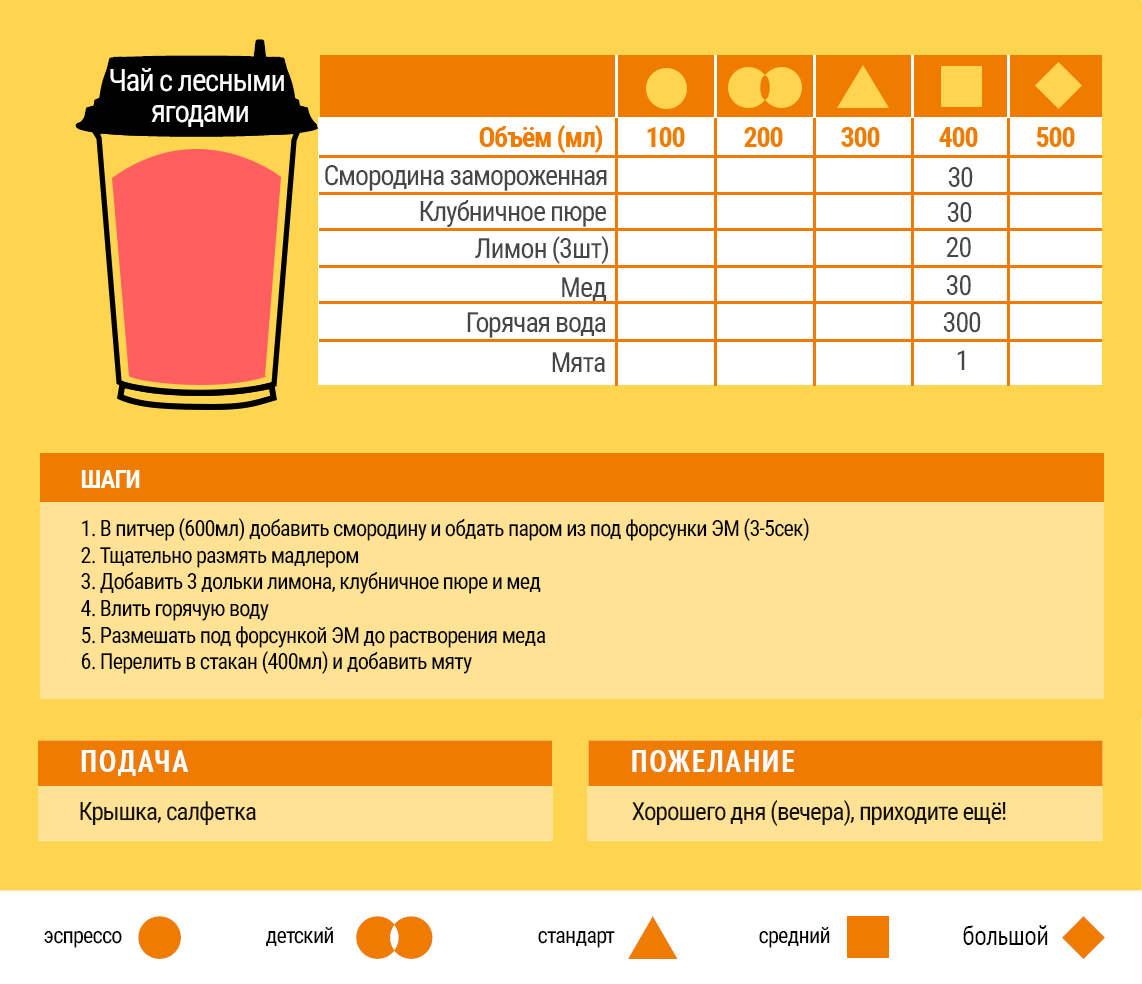 Чай с лесными
ягодами
Объём (мл) 100 200 300 400 500
Смородина замороженная 30
Клубничное пюре 30
Лимон (3шт) 20
Мед 30
Горячая вода 300
Мята 1
ШАГИ
1. В питчер (600мл) добавить смородину и обдать паром из под форсунки ЭМ (3-5сек)
2. Тщательно размять мадлером
3. Добавить 3 дольки лимона, клубничное пюре и мед
4. Влить горячую воду
5. Размешать под форсункой ЭМ до растворения меда
6. Перелить в стакан (400мл) и добавить мяту
ПОДАЧА
Крышка, салфетка
ПОЖЕЛАНИЕ
Хорошего дня (вечера), приходите ещё!
эспрессо детский стандарт средний большой